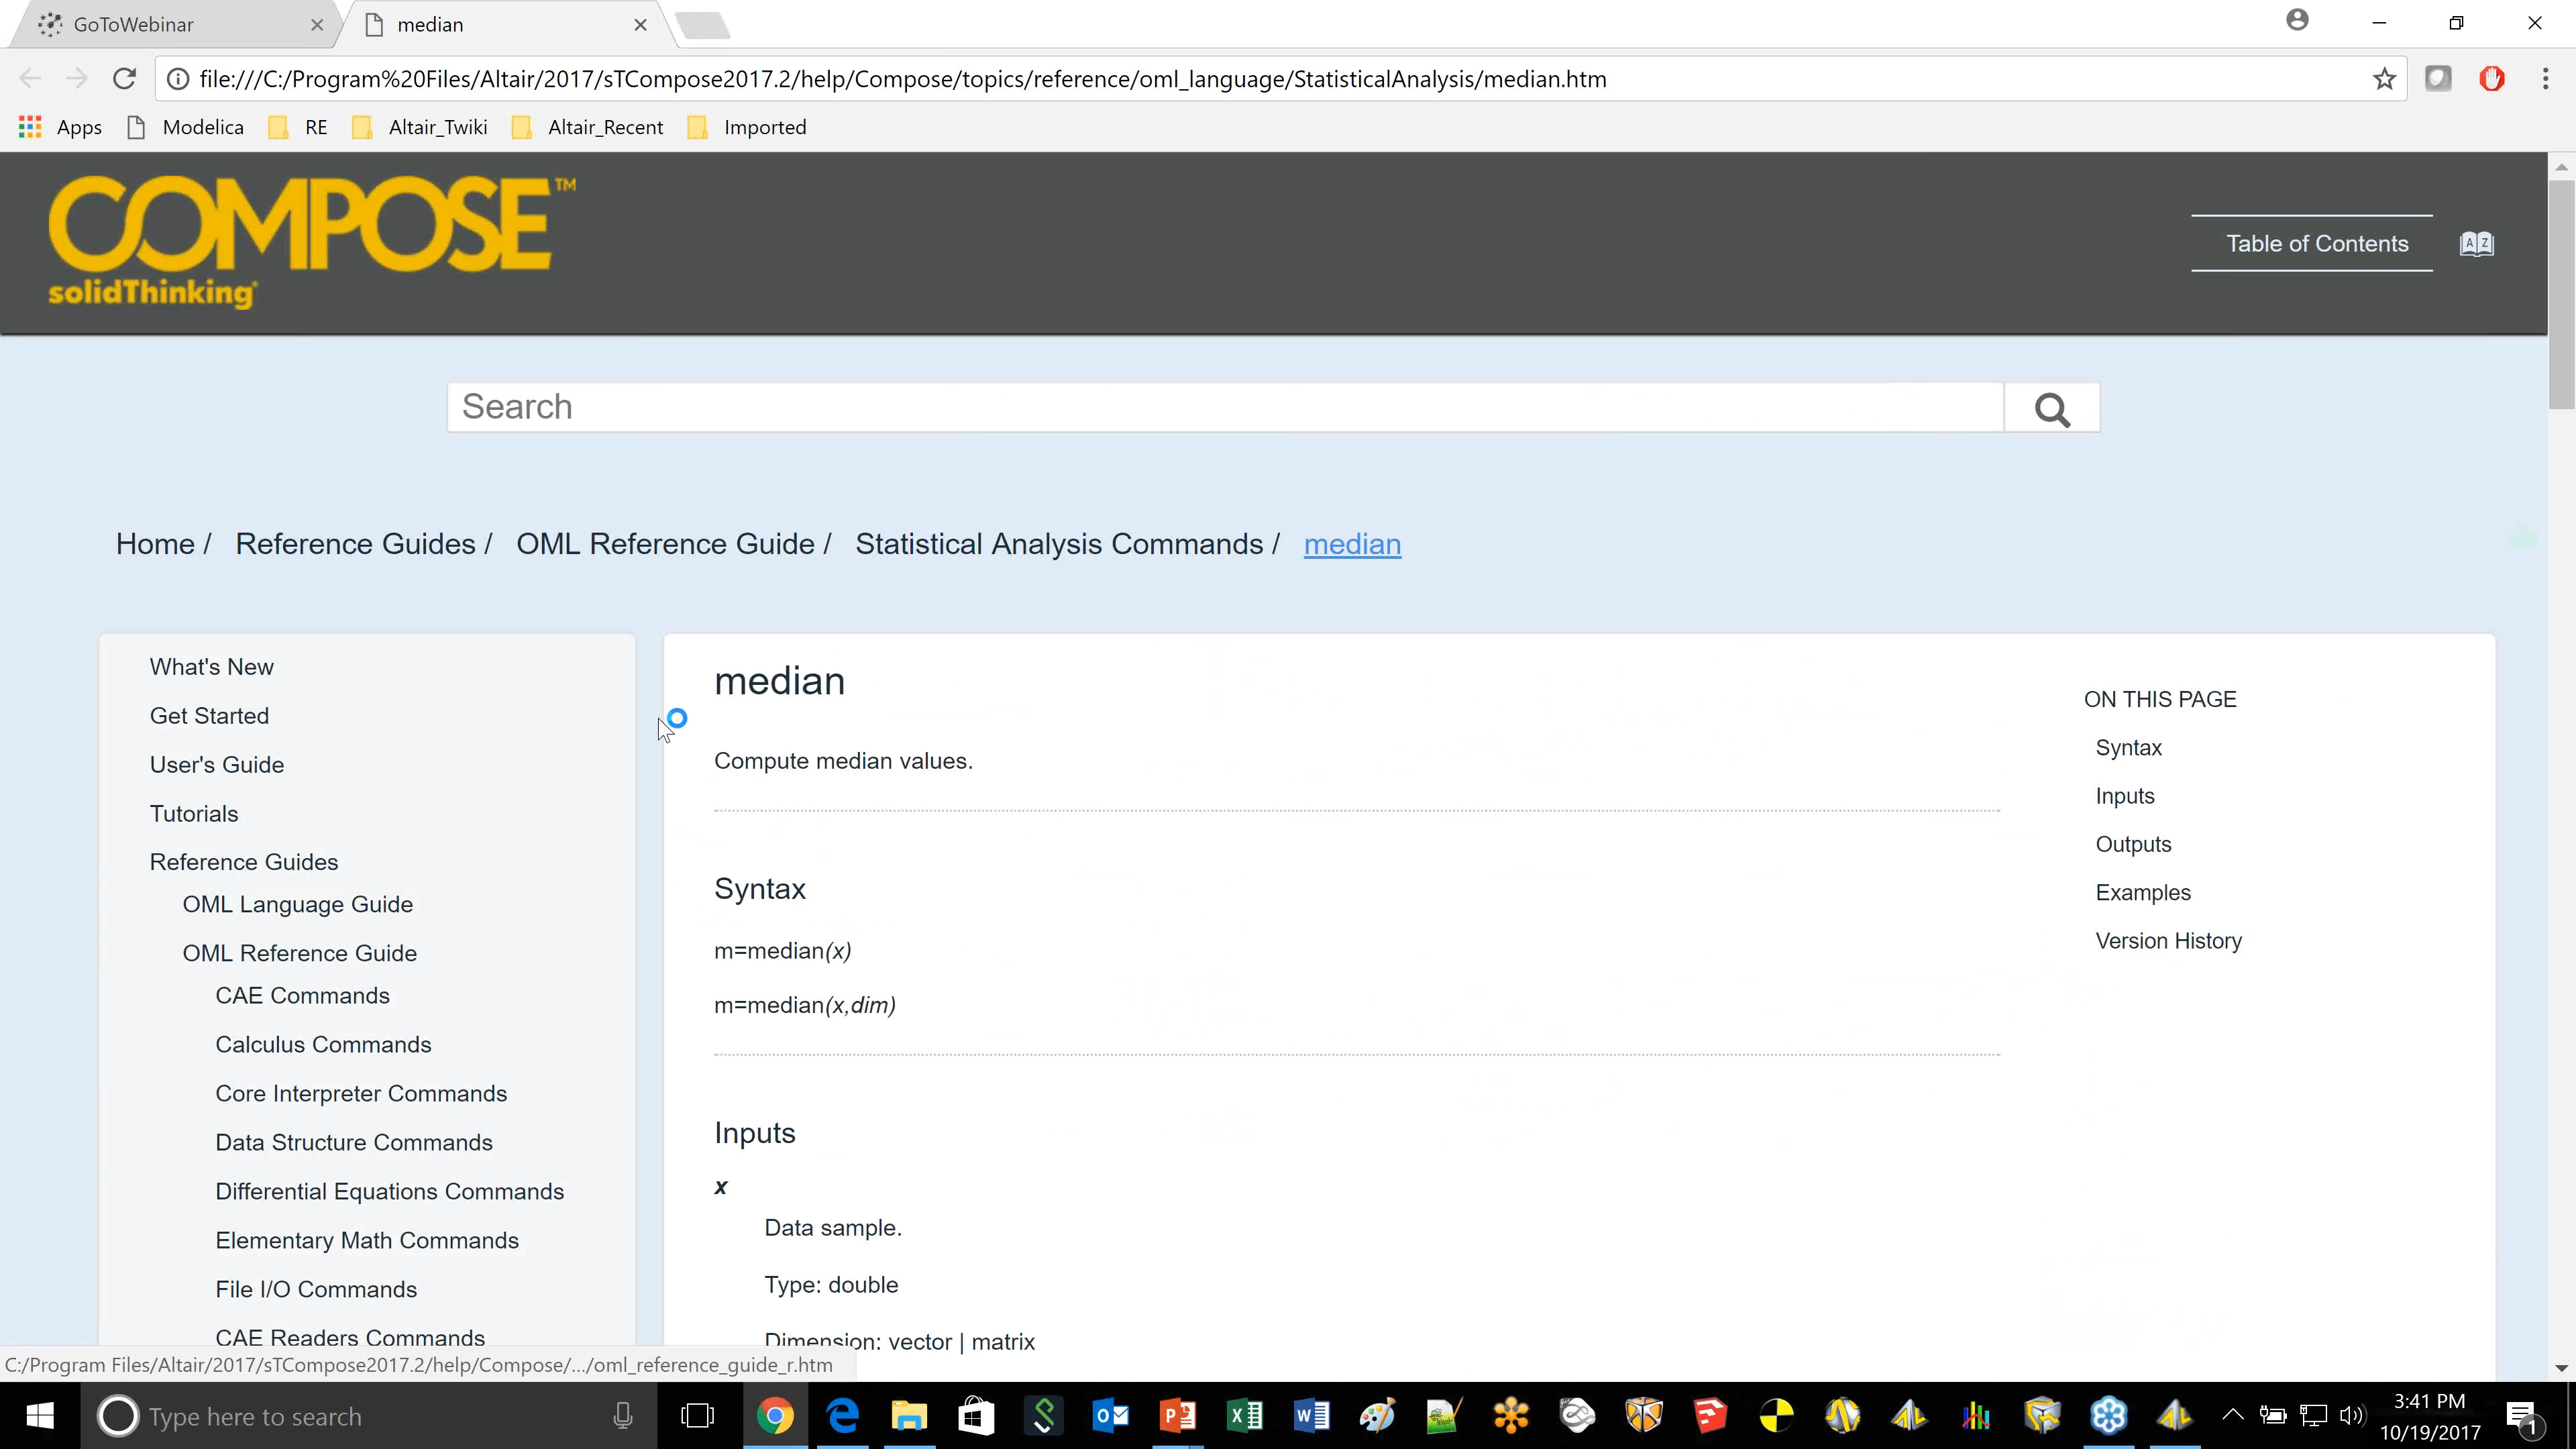 GoToWebinar
median
file:///C:/Program%20Files/Altair/2017/sTCompose2017.2/help/Compose/topics/reference/oml_language/StatisticalAnalysis/median.htm
Apps Modelica RE Altair_Twiki Altair_Recent Imported
COMPOSE™
solidThinking
Table of Contents
A Z
Search
Home / Reference Guides / OML Reference Guide / Statistical Analysis Commands / median
What's New
Get Started
User's Guide
Tutorials
Reference Guides
OML Language Guide
OML Reference Guide
CAE Commands
Calculus Commands
Core Interpreter Commands
Data Structure Commands
Differential Equations Commands
Elementary Math Commands
File I/O Commands
CAE Readers Commands
median
Compute median values.
Syntax
m=median(x)
m=median(x,dim)
Inputs
x
Data sample.
Type: double
Dimension: vector | matrix
ON THIS PAGE
Syntax
Inputs
Outputs
Examples
Version History
C:/Program Files/Altair/2017/sTCompose2017.2/help/Compose/.../oml_reference_guide_r.htm
Type here to search
3:41 PM
10/19/2017
1